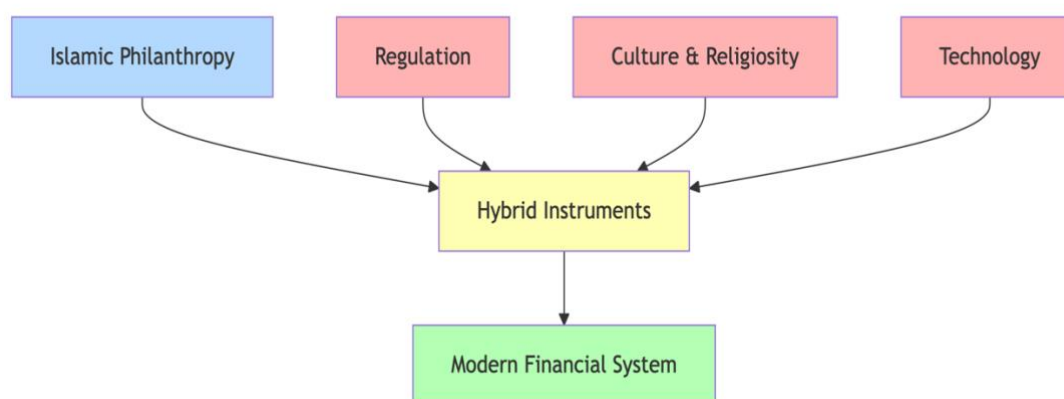 Islamic Philanthropy
Regulation
Culture & Religiosity
Technology
Hybrid Instruments
Modern Financial System